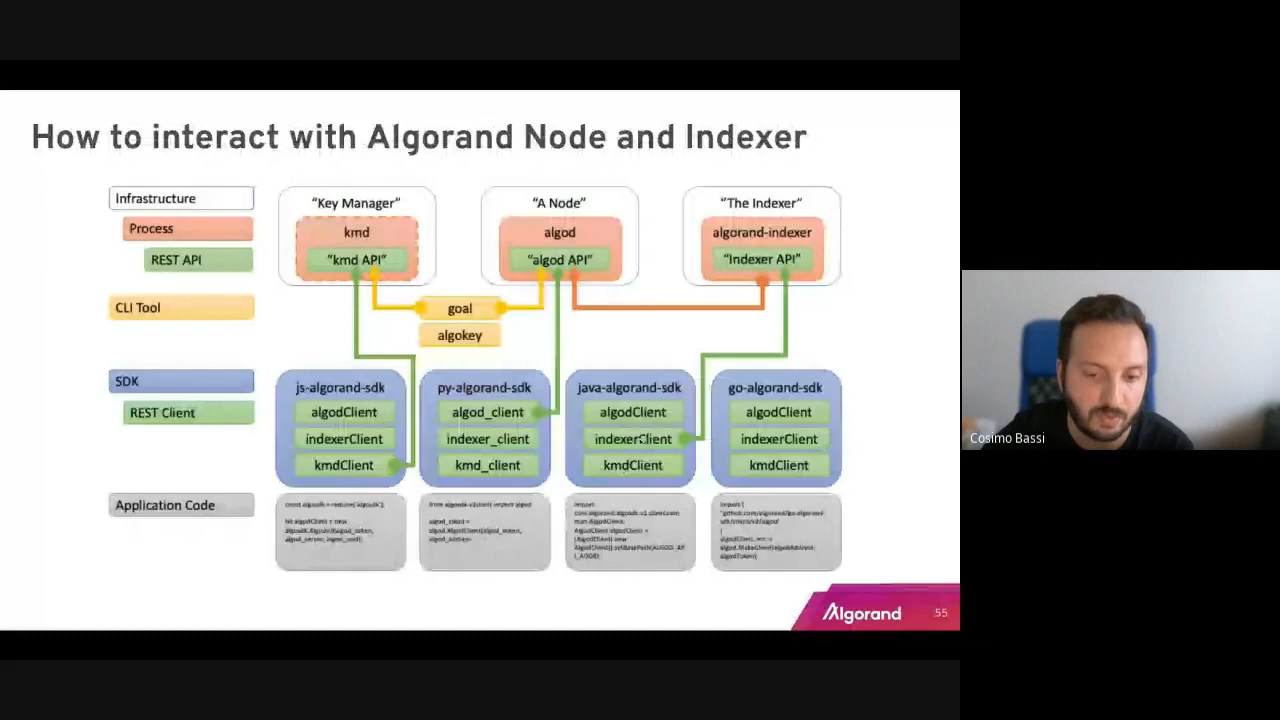 How to interact with Algorand Node and Indexer
Infrastructure
"Key Manager"
"A Node"
"The Indexer"
Process
kmd
algod
algorand-indexer
REST API
"kmd API"
"algod API"
"Indexer API"
CLI Tool
goal
algokey
SDK
js-algorand-sdk
py-algorand-sdk
java-algorand-sdk
go-algorand-sdk
REST Client
algodClient
algod_client
algodClient
algodClient
indexerClient
indexer_client
indexerClient
indexerClient
kmdClient
kmd_client
kmdClient
kmdClient
Application Code
Algorand
55
Cosimo Bassi